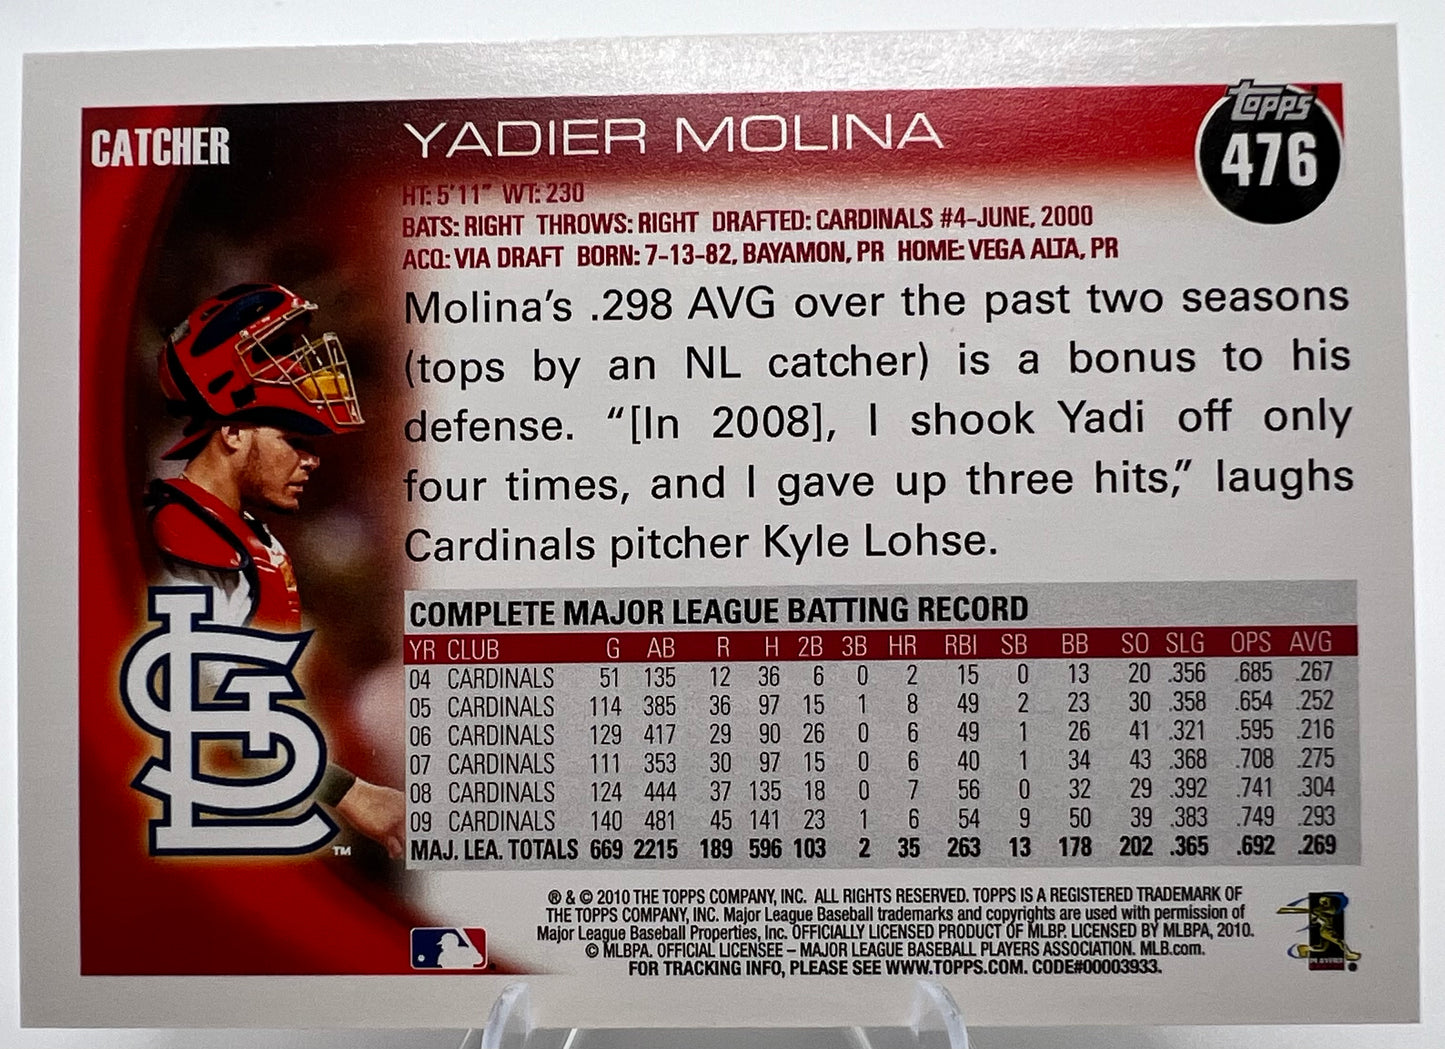 CATCHER
YADIER MOLINA
Topps
476
HT: 5'11" WT: 230
BATS: RIGHT THROWS: RIGHT DRAFTED: CARDINALS #4-JUNE, 2000
ACQ: VIA DRAFT BORN: 7-13-82, BAYAMON, PR HOME: VEGA ALTA, PR
Molina's .298 AVG over the past two seasons
(tops by an NL catcher) is a bonus to his
defense. "[In 2008], I shook Yadi off only
four times, and I gave up three hits," laughs
Cardinals pitcher Kyle Lohse.
COMPLETE MAJOR LEAGUE BATTING RECORD
YR CLUB G AB R H 2B 3B HR RBI SB BB SO SLG OPS AVG
04 CARDINALS 51 135 12 36 6 0 2 15 0 13 20 .356 .685 .267
05 CARDINALS 114 385 36 97 15 1 8 49 2 23 30 .358 .654 .252
06 CARDINALS 129 417 29 90 26 0 6 49 1 26 41 .321 .595 .216
07 CARDINALS 111 353 30 97 15 0 6 40 1 34 43 .368 .708 .275
08 CARDINALS 124 444 37 135 18 0 7 56 0 32 29 .392 .741 .304
09 CARDINALS 140 481 45 141 23 1 6 54 9 50 39 .383 .749 .293
MAJ. LEA. TOTALS 669 2215 189 596 103 2 35 263 13 178 202 .365 .692 .269
STL
TM
® & © 2010 THE TOPPS COMPANY, INC. ALL RIGHTS RESERVED. TOPPS IS A REGISTERED TRADEMARK OF
THE TOPPS COMPANY, INC. Major League Baseball trademarks and copyrights are used with permission of
Major League Baseball Properties, Inc. OFFICIALLY LICENSED PRODUCT OF MLBP. LICENSED BY MLBPA, 2010.
© MLBPA. OFFICIAL LICENSEE – MAJOR LEAGUE BASEBALL PLAYERS ASSOCIATION. MLB.com.
FOR TRACKING INFO, PLEASE SEE WWW.TOPPS.COM. CODE#00003933.
PLAYERS